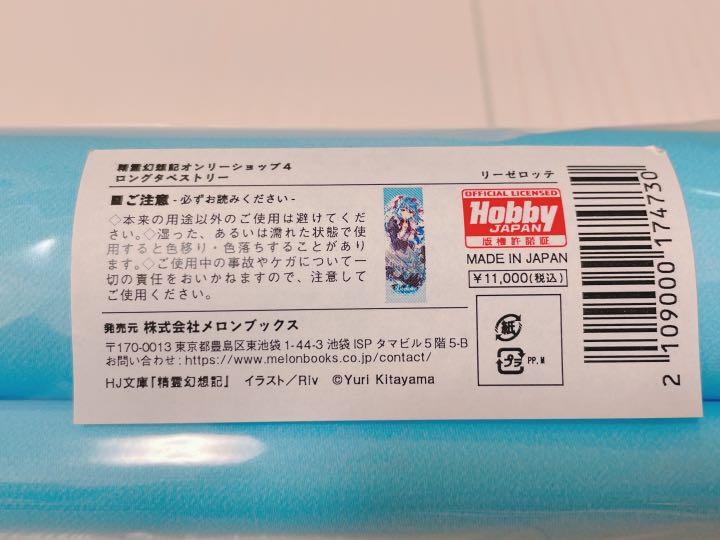 精霊幻想記オンリーショップ4
ロングタペストリー
リーゼロッテ
■ご注意 -必ずお読みください-
◇本来の用途以外のご使用は避けてくだ
さい。◇湿った、あるいは濡れた状態で使
用すると色移り・色落ちすることがあり
ます。◇ご使用中の事故やケガについて一
切の責任をおいかねますので、注意して
ご使用ください。
OFFICIAL LICENSED
Hobby
JAPAN
版権許諾証
MADE IN JAPAN
¥11,000(税込)
発売元 株式会社メロンブックス
〒170-0013 東京都豊島区東池袋 1-44-3 池袋 ISP タマビル 5 階 5-B
お問い合わせ:https://www.melonbooks.co.jp/contact/
HJ文庫『精霊幻想記』 イラスト/Riv ©Yuri Kitayama
紙
プラ PP,M
2109000174730